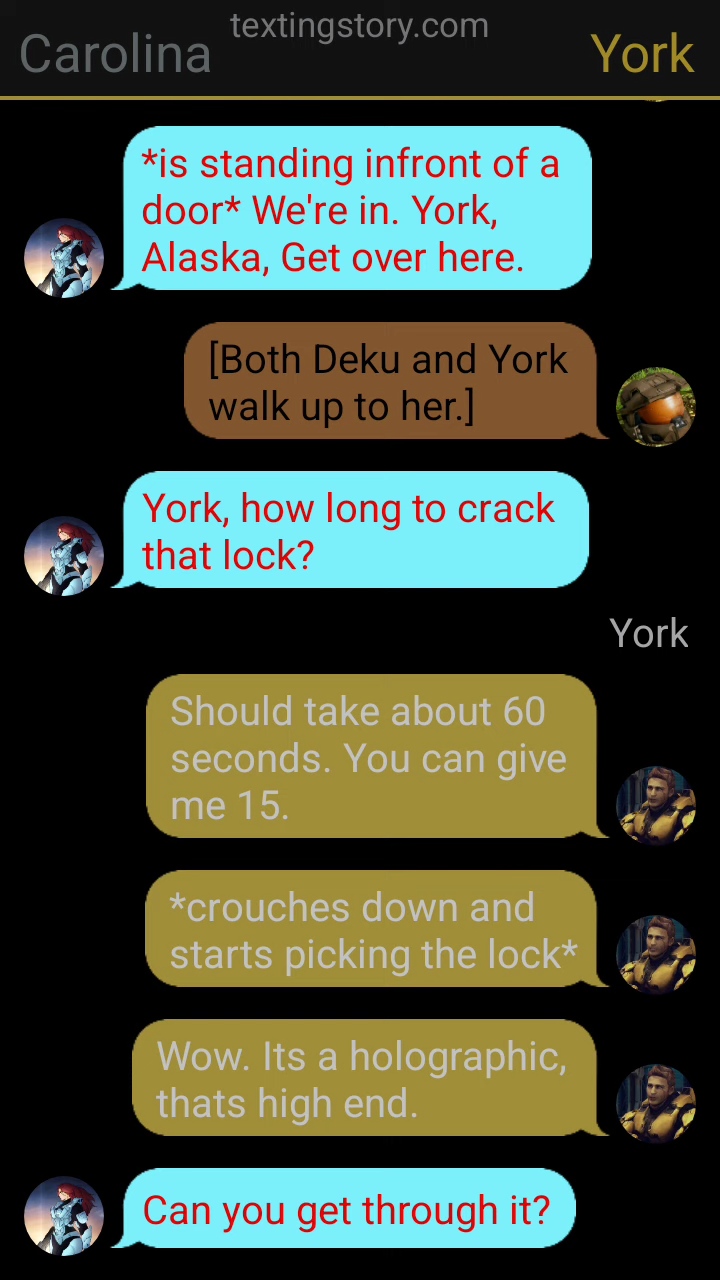 textingstory.com
Carolina
York
*is standing infront of a
door* We're in. York,
Alaska, Get over here.
[Both Deku and York
walk up to her.]
York, how long to crack
that lock?
York
Should take about 60
seconds. You can give
me 15.
*crouches down and
starts picking the lock*
Wow. Its a holographic,
thats high end.
Can you get through it?